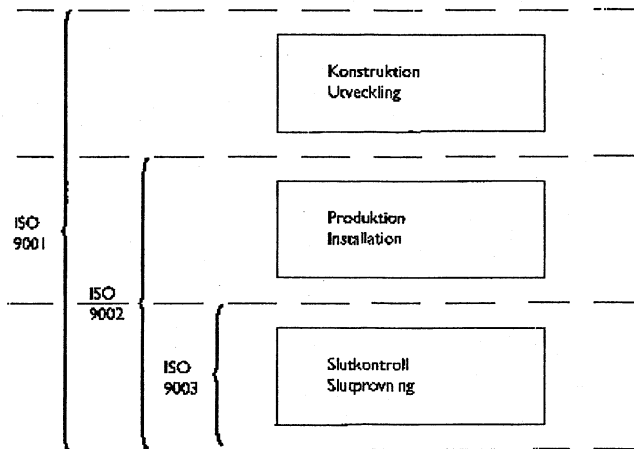 Konstruktion
Utveckling
ISO
9001
Produktion
Installation
ISO
9002
ISO
9003
Slutkontroll
Slutprovning